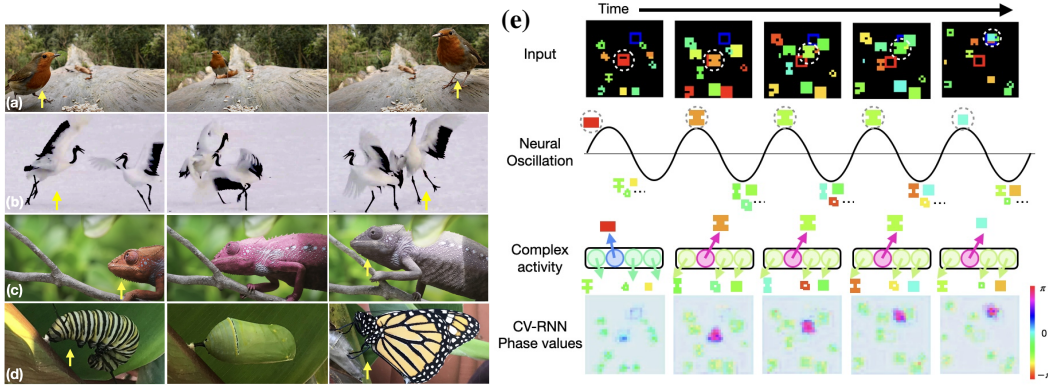 (a)
(b)
(c)
(d)
(e)
Time
Input
Neural
Oscillation
...
...
...
...
...
Complex
activity
CV-RNN
Phase values
π
0
−π